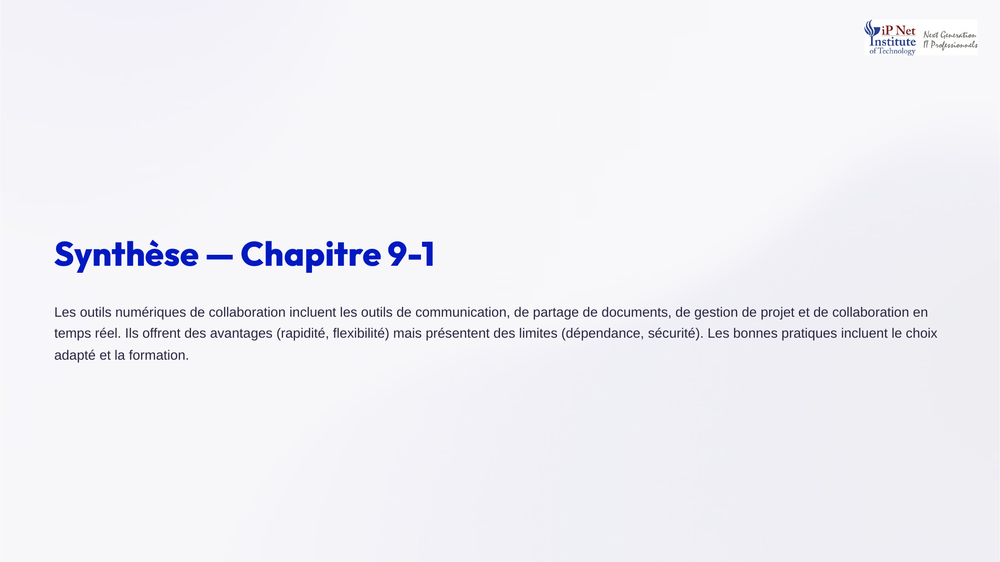 iP Net
Institute
of Technology
Next Generation
IT Professionnels
Synthèse — Chapitre 9-1
Les outils numériques de collaboration incluent les outils de communication, de partage de documents, de gestion de projet et de collaboration en
temps réel. Ils offrent des avantages (rapidité, flexibilité) mais présentent des limites (dépendance, sécurité). Les bonnes pratiques incluent le choix
adapté et la formation.